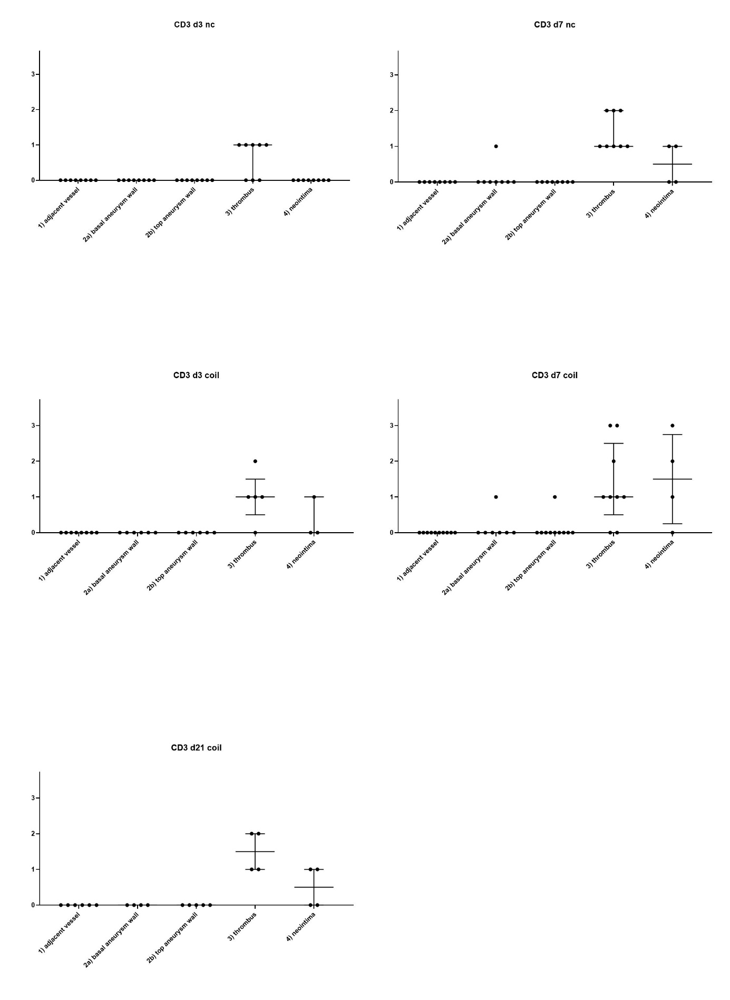 CD3 d3 nc
3
2
1
0
1) adjacent vessel
2a) basal aneurysm wall
2b) top aneurysm wall
3) thrombus
4) neointima
CD3 d7 nc
3
2
1
0
1) adjacent vessel
2a) basal aneurysm wall
2b) top aneurysm wall
3) thrombus
4) neointima
CD3 d3 coil
3
2
1
0
1) adjacent vessel
2a) basal aneurysm wall
2b) top aneurysm wall
3) thrombus
4) neointima
CD3 d7 coil
3
2
1
0
1) adjacent vessel
2a) basal aneurysm wall
2b) top aneurysm wall
3) thrombus
4) neointima
CD3 d21 coil
3
2
1
0
1) adjacent vessel
2a) basal aneurysm wall
2b) top aneurysm wall
3) thrombus
4) neointima